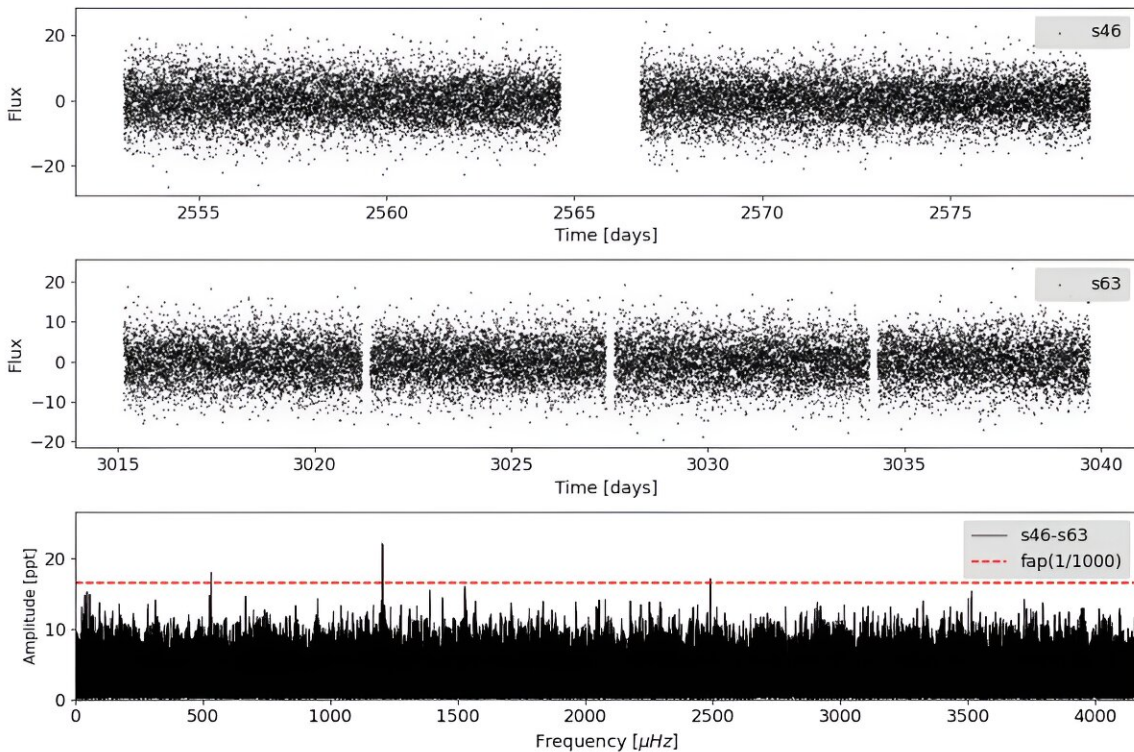 s46
20
0
−20
Flux
2555 2560 2565 2570 2575
Time [days]
s63
20
10
0
−10
−20
Flux
3015 3020 3025 3030 3035 3040
Time [days]
s46-s63
fap(1/1000)
20
10
0
Amplitude [ppt]
0 500 1000 1500 2000 2500 3000 3500 4000
Frequency [μHz]